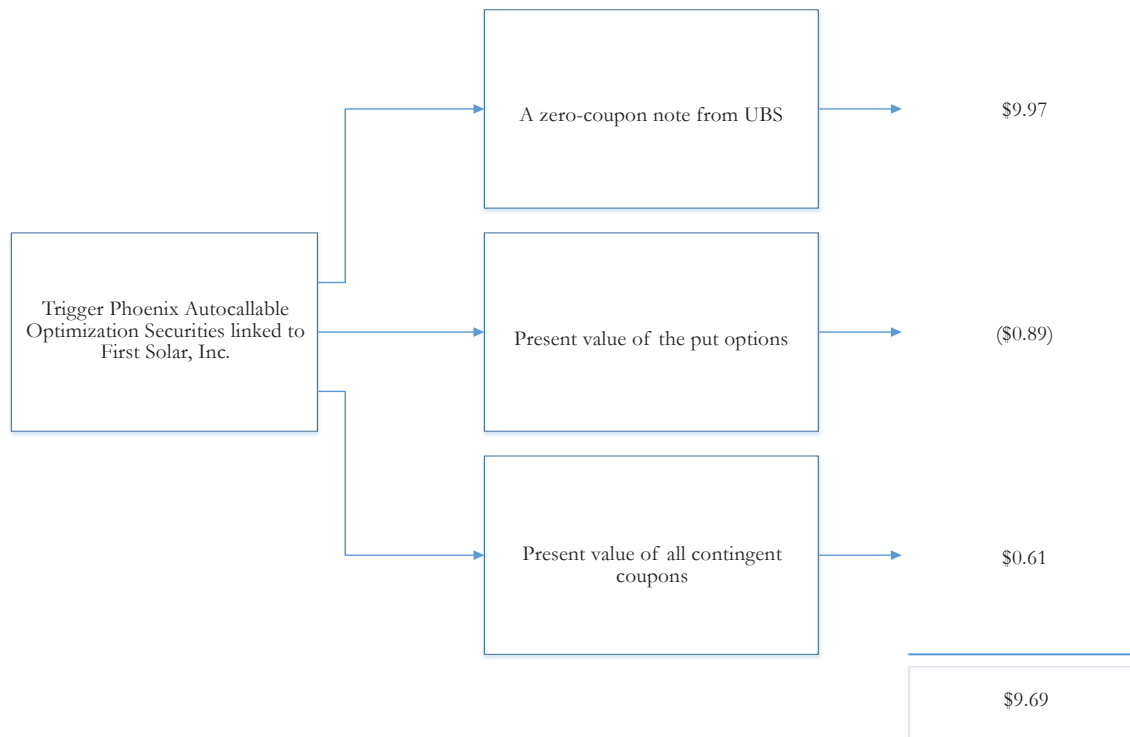 A zero-coupon note from UBS
$9.97
Trigger Phoenix Autocallable
Optimization Securities linked to
First Solar, Inc.
Present value of the put options
($0.89)
Present value of all contingent
coupons
$0.61
$9.69